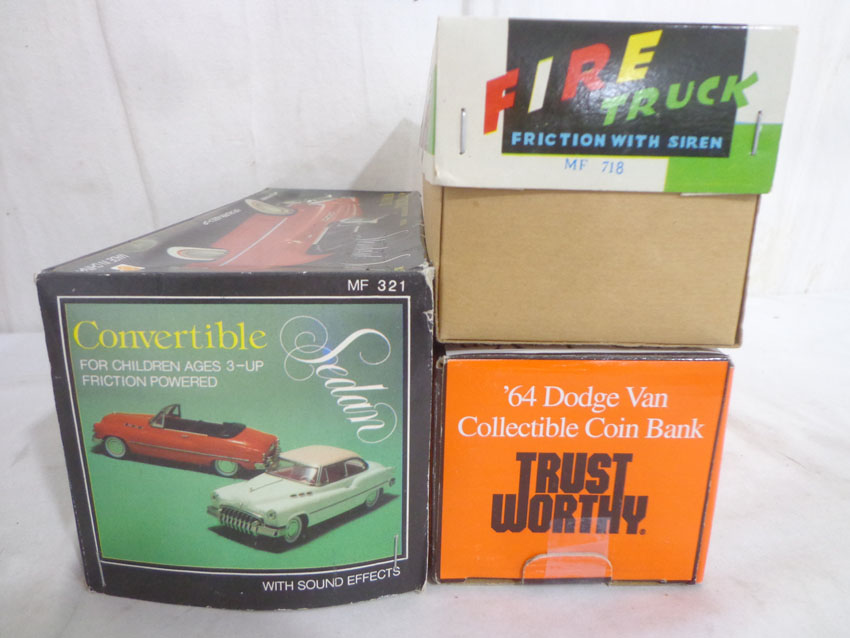 FIRE
TRUCK
FRICTION WITH SIREN
MF 718
MF 321
Convertible
Sedan
FOR CHILDREN AGES 3-UP
FRICTION POWERED
WITH SOUND EFFECTS
'64 Dodge Van
Collectible Coin Bank
TRUST
WORTHY.